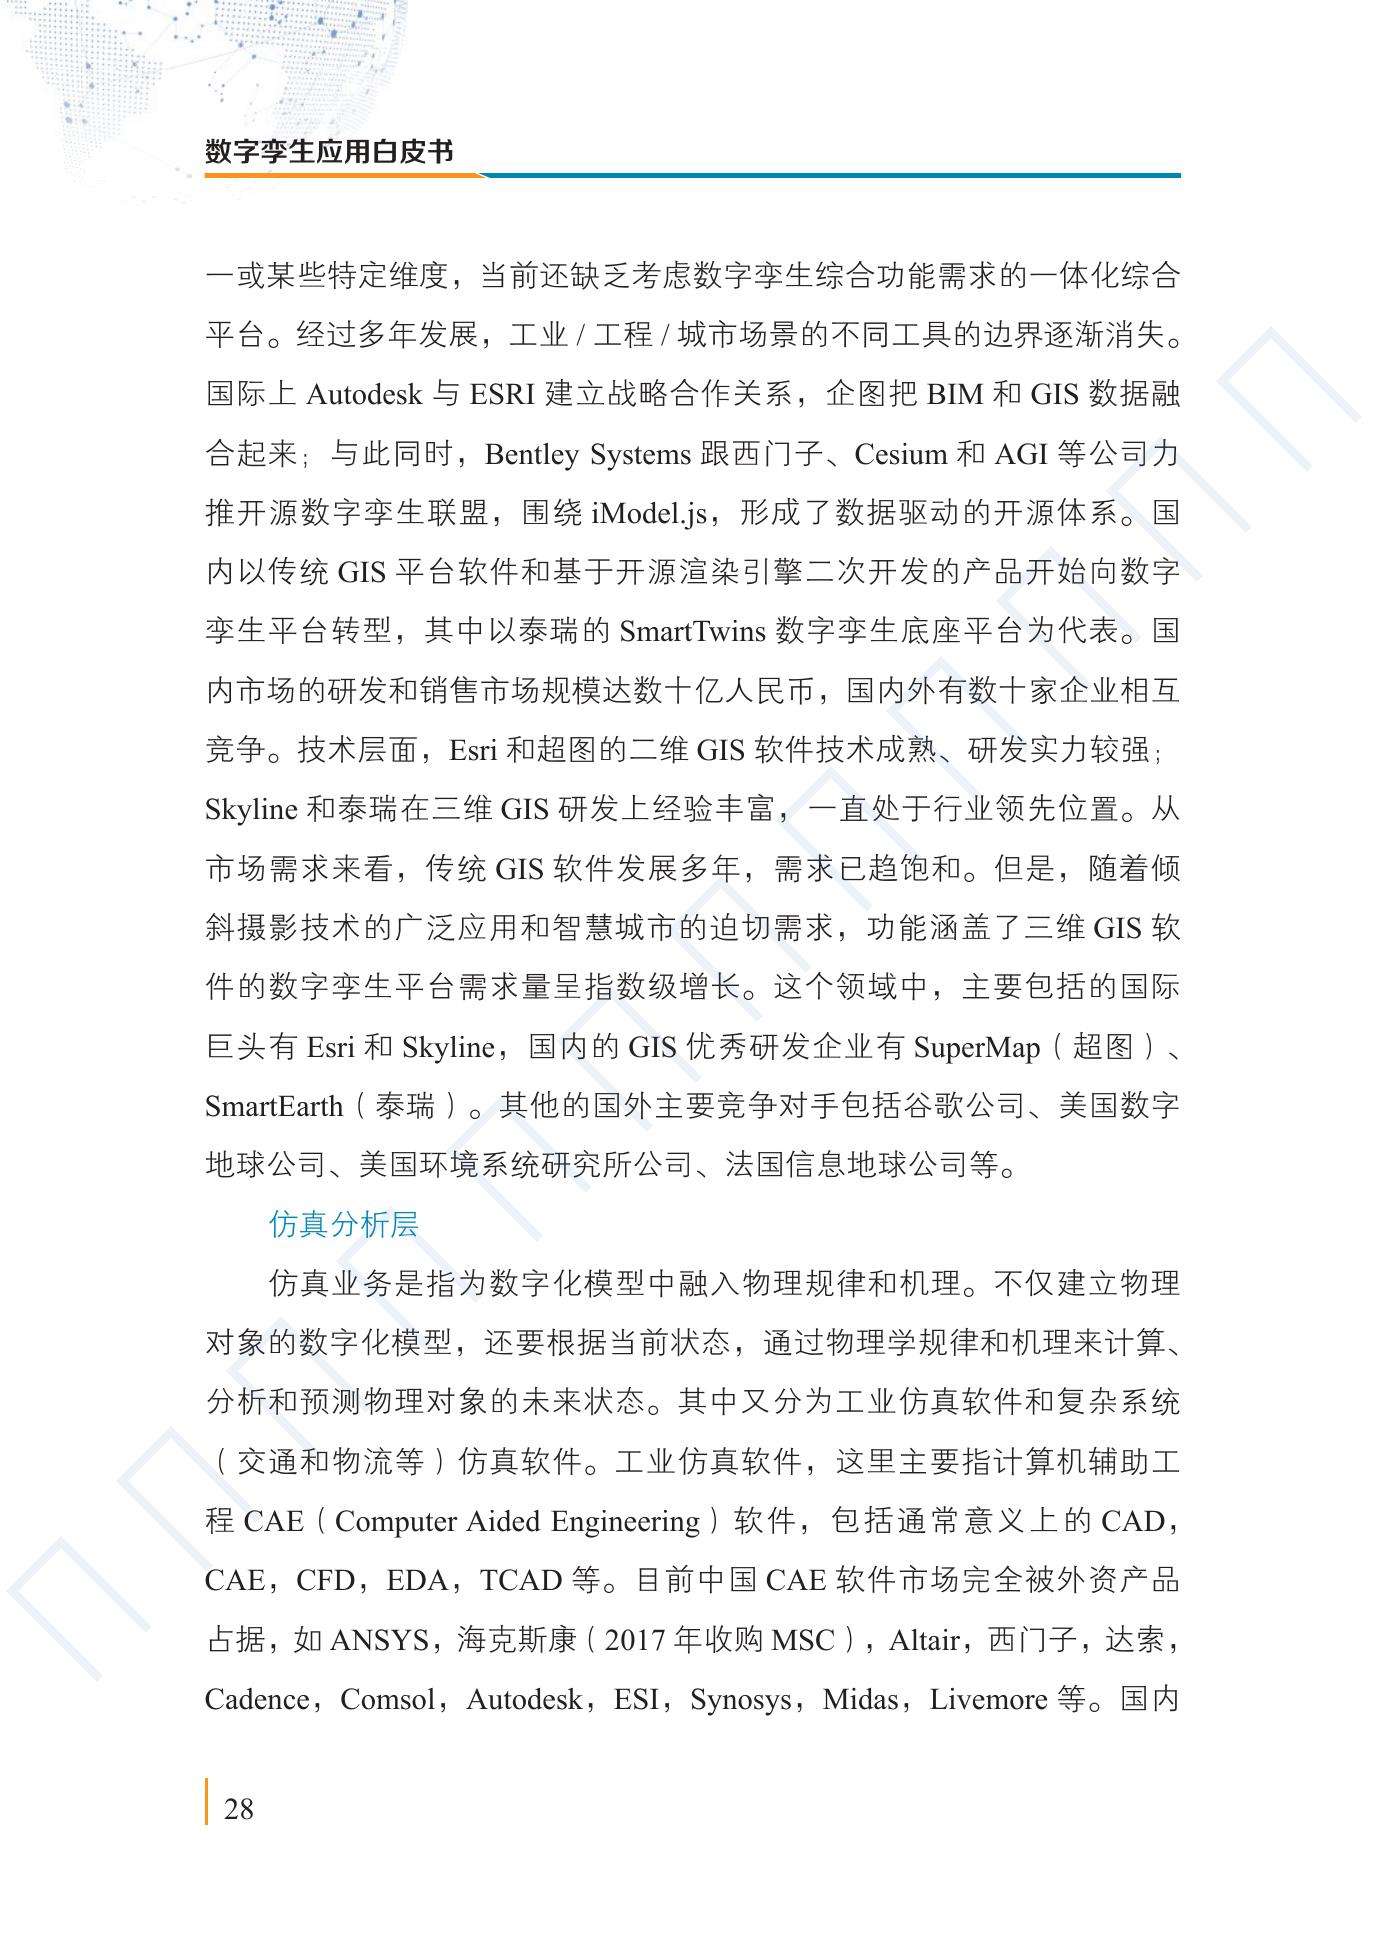 数字孪生应用白皮书
一或某些特定维度，当前还缺乏考虑数字孪生综合功能需求的一体化综合
平台。经过多年发展，工业 / 工程 / 城市场景的不同工具的边界逐渐消失。
国际上 Autodesk 与 ESRI 建立战略合作关系，企图把 BIM 和 GIS 数据融
合起来；与此同时，Bentley Systems 跟西门子、Cesium 和 AGI 等公司力
推开源数字孪生联盟，围绕 iModel.js，形成了数据驱动的开源体系。国
内以传统 GIS 平台软件和基于开源渲染引擎二次开发的产品开始向数字
孪生平台转型，其中以泰瑞的 SmartTwins 数字孪生底座平台为代表。国
内市场的研发和销售市场规模达数十亿人民币，国内外有数十家企业相互
竞争。技术层面，Esri 和超图的二维 GIS 软件技术成熟、研发实力较强；
Skyline 和泰瑞在三维 GIS 研发上经验丰富，一直处于行业领先位置。从
市场需求来看，传统 GIS 软件发展多年，需求已趋饱和。但是，随着倾
斜摄影技术的广泛应用和智慧城市的迫切需求，功能涵盖了三维 GIS 软
件的数字孪生平台需求量呈指数级增长。这个领域中，主要包括的国际
巨头有 Esri 和 Skyline，国内的 GIS 优秀研发企业有 SuperMap（超图）、
SmartEarth（泰瑞）。其他的国外主要竞争对手包括谷歌公司、美国数字
地球公司、美国环境系统研究所公司、法国信息地球公司等。
仿真分析层
仿真业务是指为数字化模型中融入物理规律和机理。不仅建立物理
对象的数字化模型，还要根据当前状态，通过物理学规律和机理来计算、
分析和预测物理对象的未来状态。其中又分为工业仿真软件和复杂系统
（交通和物流等）仿真软件。工业仿真软件，这里主要指计算机辅助工
程 CAE（Computer Aided Engineering）软件，包括通常意义上的 CAD，
CAE，CFD，EDA，TCAD 等。目前中国 CAE 软件市场完全被外资产品
占据，如 ANSYS，海克斯康（2017 年收购 MSC），Altair，西门子，达索，
Cadence，Comsol，Autodesk，ESI，Synosys，Midas，Livemore 等。国内
28